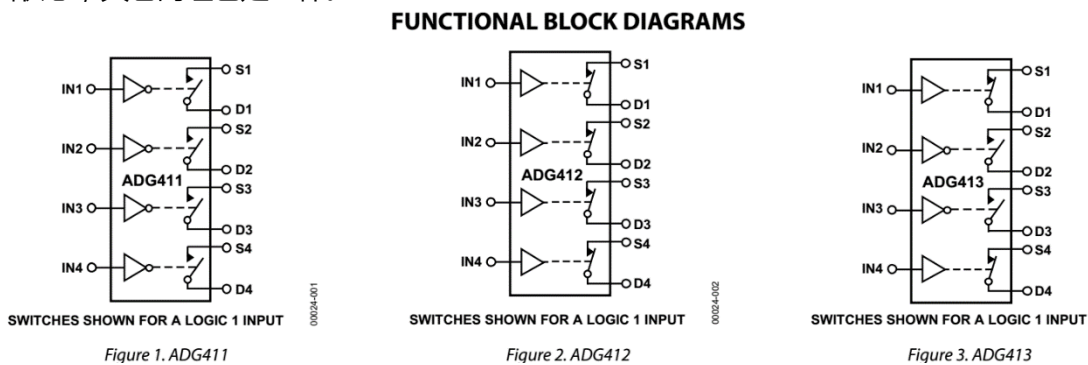 FUNCTIONAL BLOCK DIAGRAMS
IN1
S1
D1
IN2
S2
D2
ADG411
IN3
S3
D3
IN4
S4
D4
SWITCHES SHOWN FOR A LOGIC 1 INPUT
00024-001
Figure 1. ADG411
IN1
S1
D1
IN2
S2
D2
ADG412
IN3
S3
D3
IN4
S4
D4
SWITCHES SHOWN FOR A LOGIC 1 INPUT
00024-002
Figure 2. ADG412
IN1
S1
D1
IN2
S2
D2
ADG413
IN3
S3
D3
IN4
S4
D4
SWITCHES SHOWN FOR A LOGIC 1 INPUT
Figure 3. ADG413